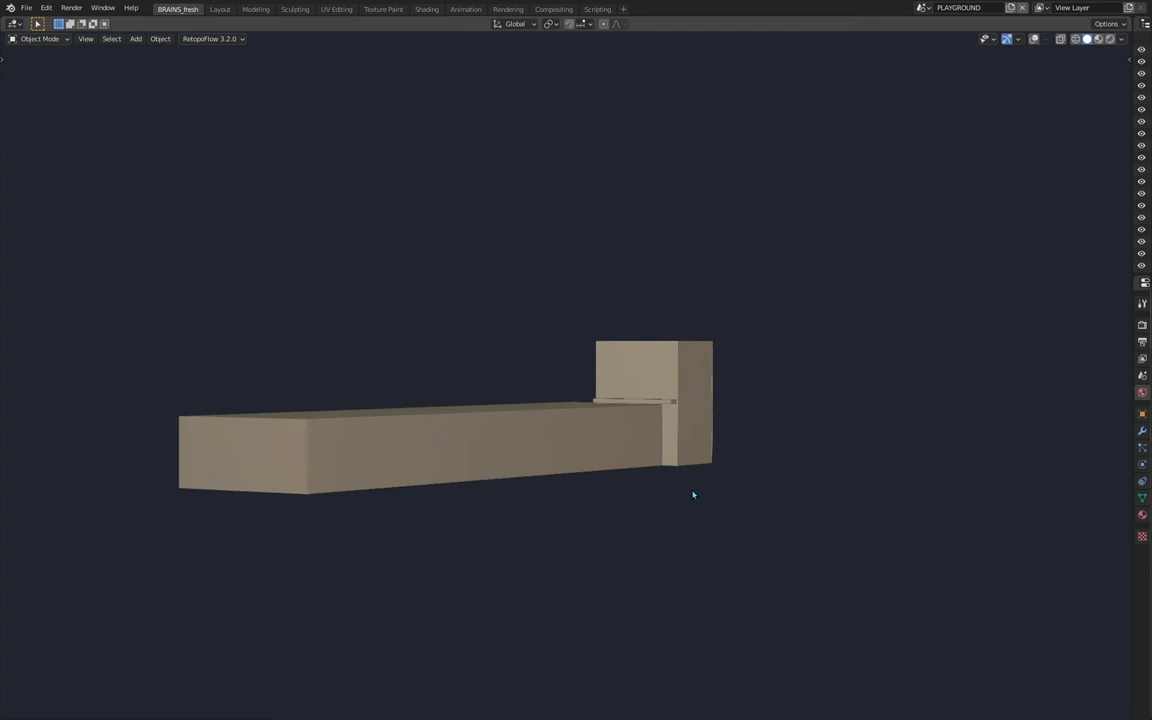 File Edit Render Window Help BRAINS_fresh Layout Modeling Sculpting UV Editing Texture Paint Shading Animation Rendering Compositing Scripting + PLAYGROUND View Layer
Global Options
Object Mode View Select Add Object RetopoFlow 3.2.0